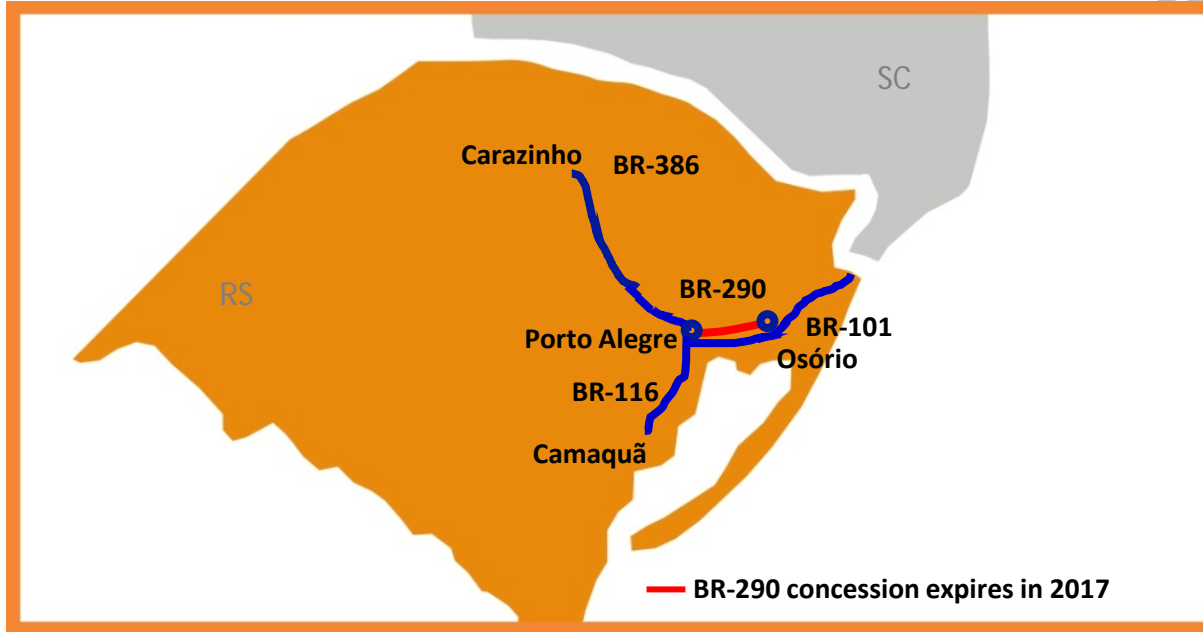 SC
Carazinho
BR-386
RS
BR-290
Porto Alegre
BR-101
Osório
BR-116
Camaquã
BR-290 concession expires in 2017